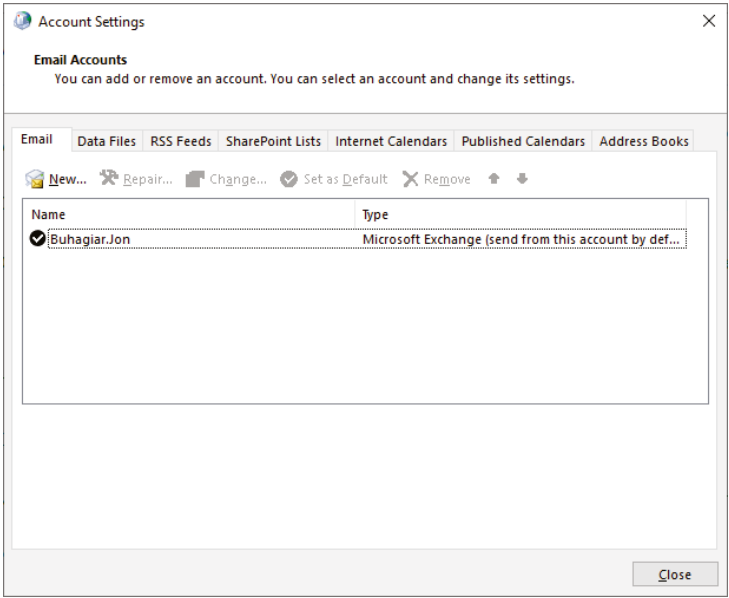 Account Settings
Email Accounts
You can add or remove an account. You can select an account and change its settings.
Email Data Files RSS Feeds SharePoint Lists Internet Calendars Published Calendars Address Books
New... Repair... Change... Set as Default Remove
Name Type
Buhagiar.Jon Microsoft Exchange (send from this account by def...
Close